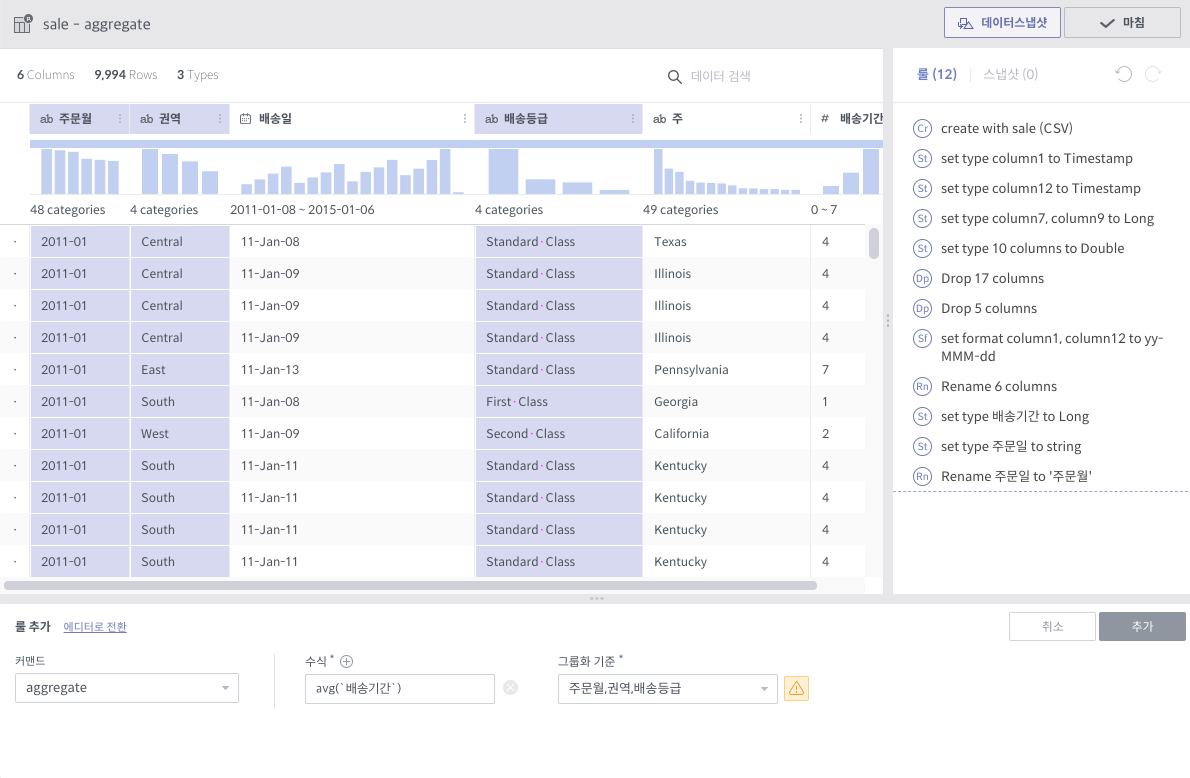 sale - aggregate
데이터스냅샷
마침
6 Columns 9,994 Rows 3 Types
데이터 검색
룰 (12) 스냅샷 (0)
ab 주문월 ab 권역 배송일 ab 배송등급 ab 주 # 배송기간
48 categories 4 categories 2011-01-08 ~ 2015-01-06 4 categories 49 categories 0 ~ 7
2011-01 Central 11-Jan-08 Standard·Class Texas 4
2011-01 Central 11-Jan-09 Standard·Class Illinois 4
2011-01 Central 11-Jan-09 Standard·Class Illinois 4
2011-01 Central 11-Jan-09 Standard·Class Illinois 4
2011-01 East 11-Jan-13 Standard·Class Pennsylvania 7
2011-01 South 11-Jan-08 First·Class Georgia 1
2011-01 West 11-Jan-09 Second·Class California 2
2011-01 South 11-Jan-11 Standard·Class Kentucky 4
2011-01 South 11-Jan-11 Standard·Class Kentucky 4
2011-01 South 11-Jan-11 Standard·Class Kentucky 4
2011-01 South 11-Jan-11 Standard·Class Kentucky 4
Cr create with sale (CSV)
St set type column1 to Timestamp
St set type column12 to Timestamp
St set type column7, column9 to Long
St set type 10 columns to Double
Dp Drop 17 columns
Dp Drop 5 columns
Sf set format column1, column12 to yy-
MMM-dd
Rn Rename 6 columns
St set type 배송기간 to Long
St set type 주문일 to string
Rn Rename 주문일 to '주문월'
룰 추가 에디터로 전환
취소 추가
커맨드 수식 * 그룹화 기준 *
aggregate avg(`배송기간`) 주문월,권역,배송등급